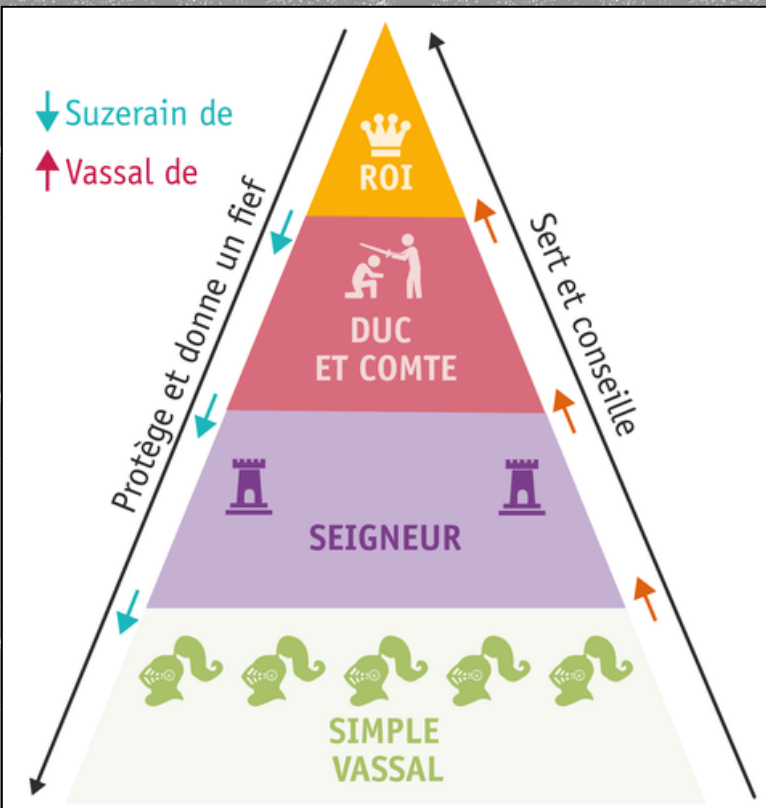 Suzerain de
Vassal de
Protège et donne un fief
Sert et conseille
ROI
DUC
ET COMTE
SEIGNEUR
SIMPLE
VASSAL